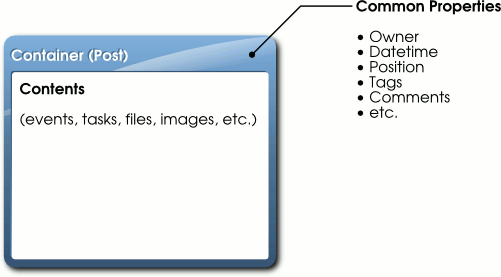 Common Properties
• Owner
• Datetime
• Position
• Tags
• Comments
• etc.
Container (Post)
Contents
(events, tasks, files, images, etc.)